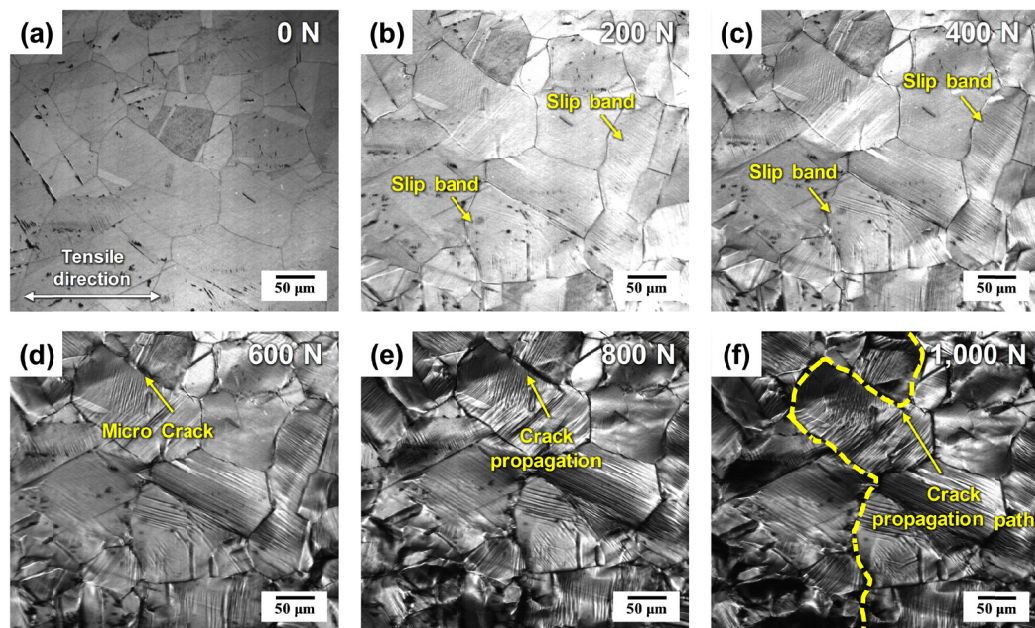 (a)
0 N
Tensile
direction
50 μm
(b)
200 N
Slip band
Slip band
50 μm
(c)
400 N
Slip band
Slip band
50 μm
(d)
600 N
Micro Crack
50 μm
(e)
800 N
Crack
propagation
50 μm
(f)
1,000 N
Crack
propagation path
50 μm